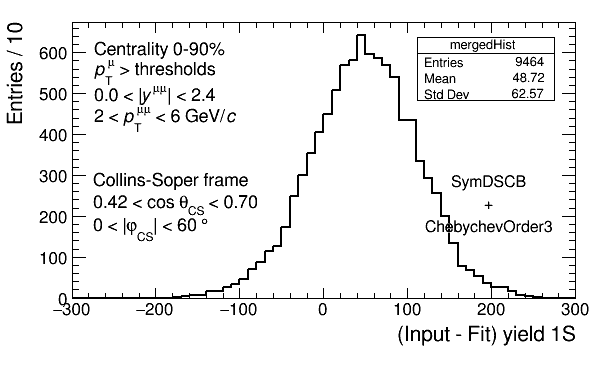 Entries / 10
600
500
400
300
200
100
0
−300
−200
−100
0
100
200
300
(Input - Fit) yield 1S
Centrality 0-90%
p_T^μ > thresholds
0.0 < |y^μμ| < 2.4
2 < p_T^μμ < 6 GeV/c
Collins-Soper frame
0.42 < cos θ_CS < 0.70
0 < |φ_CS| < 60 °
mergedHist
Entries 9464
Mean 48.72
Std Dev 62.57
SymDSCB
+
ChebychevOrder3